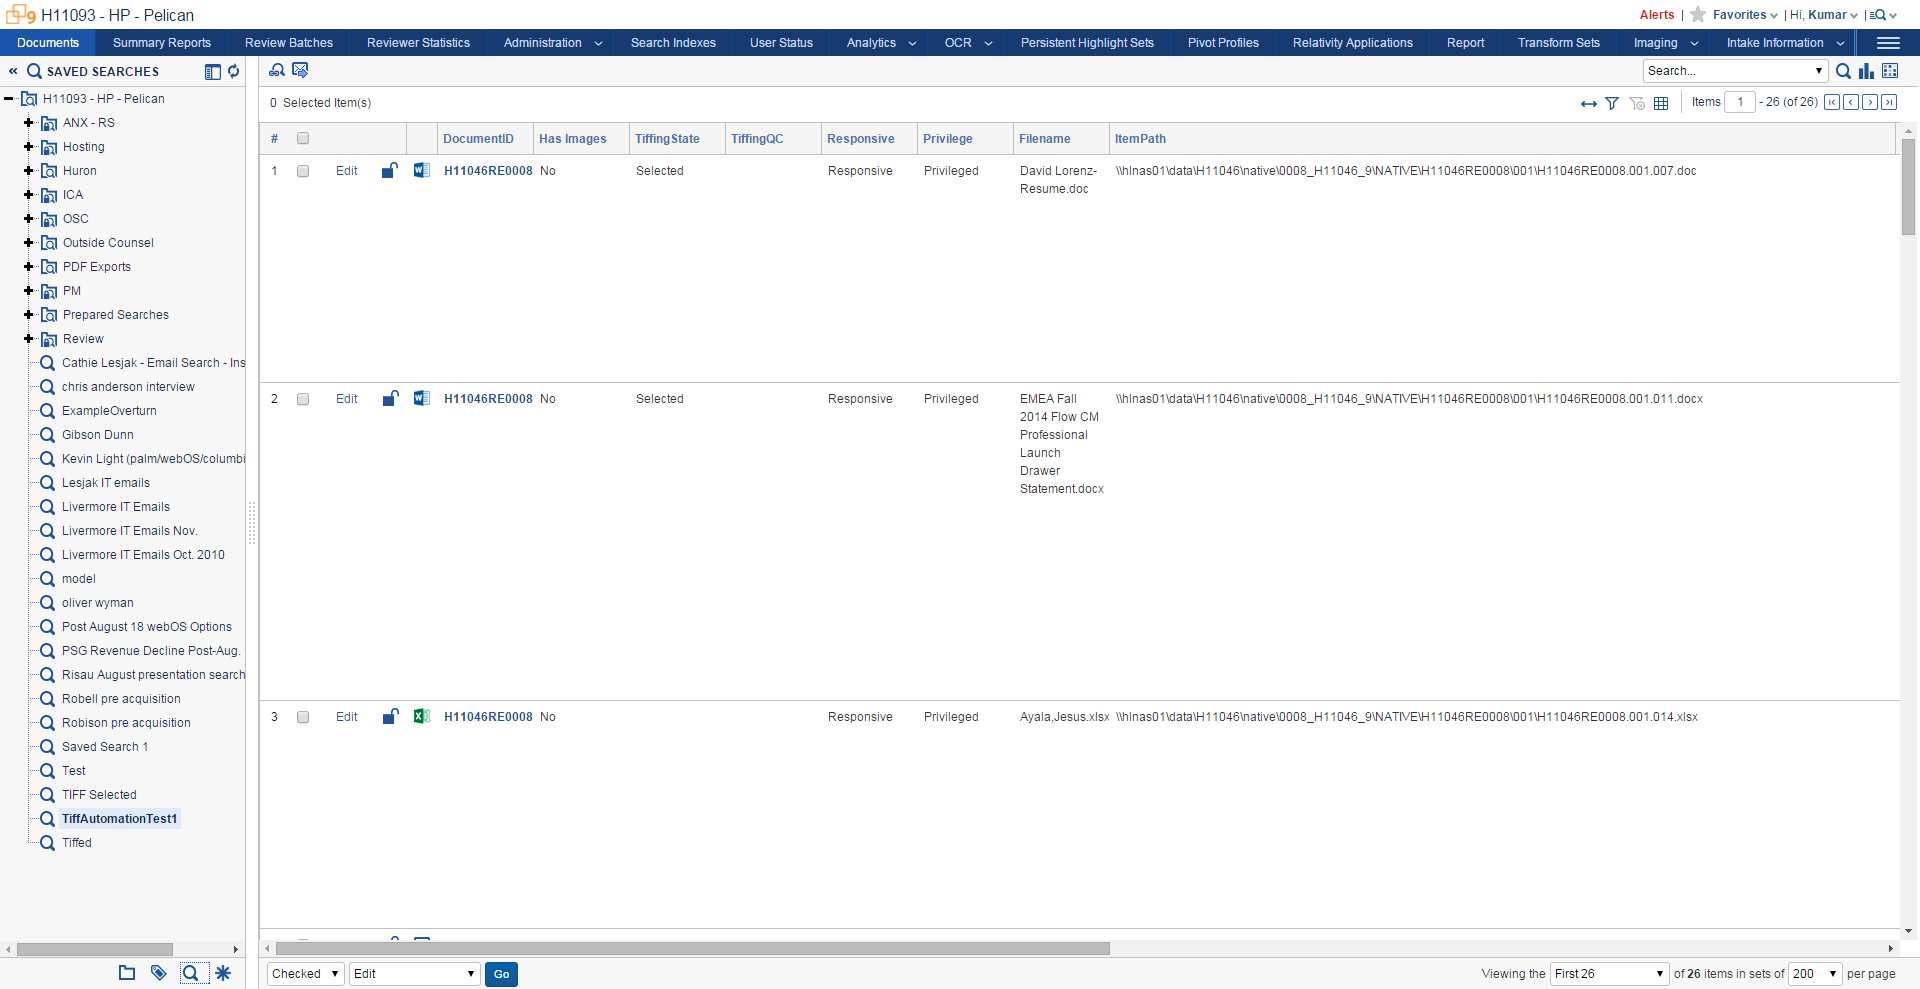 9 H11093 - HP - Pelican
Alerts | Favorites | Hi, Kumar |
Documents Summary Reports Review Batches Reviewer Statistics Administration Search Indexes User Status Analytics OCR Persistent Highlight Sets Pivot Profiles Relativity Applications Report Transform Sets Imaging Intake Information
« SAVED SEARCHES
Search...
H11093 - HP - Pelican
ANX - RS
Hosting
Huron
ICA
OSC
Outside Counsel
PDF Exports
PM
Prepared Searches
Review
Cathie Lesjak - Email Search - Ins
chris anderson interview
ExampleOverturn
Gibson Dunn
Kevin Light (palm/webOS/columbi
Lesjak IT emails
Livermore IT Emails
Livermore IT Emails Nov.
Livermore IT Emails Oct. 2010
model
oliver wyman
Post August 18 webOS Options
PSG Revenue Decline Post-Aug.
Risau August presentation search
Robell pre acquisition
Robison pre acquisition
Saved Search 1
Test
TIFF Selected
TiffAutomationTest1
Tiffed
0 Selected Item(s)
Items 1 - 26 (of 26)
# DocumentID Has Images TiffingState TiffingQC Responsive Privilege Filename ItemPath
1 Edit H11046RE0008 No Selected Responsive Privileged David Lorenz- \\hlnas01\data\H11046\native\0008_H11046_9\NATIVE\H11046RE0008\001\H11046RE0008.001.007.doc
Resume.doc
2 Edit H11046RE0008 No Selected Responsive Privileged EMEA Fall \\hlnas01\data\H11046\native\0008_H11046_9\NATIVE\H11046RE0008\001\H11046RE0008.001.011.docx
2014 Flow CM
Professional
Launch
Drawer
Statement.docx
3 Edit H11046RE0008 No Responsive Privileged Ayala,Jesus.xlsx \\hlnas01\data\H11046\native\0008_H11046_9\NATIVE\H11046RE0008\001\H11046RE0008.001.014.xlsx
Checked Edit Go
Viewing the First 26 of 26 items in sets of 200 per page